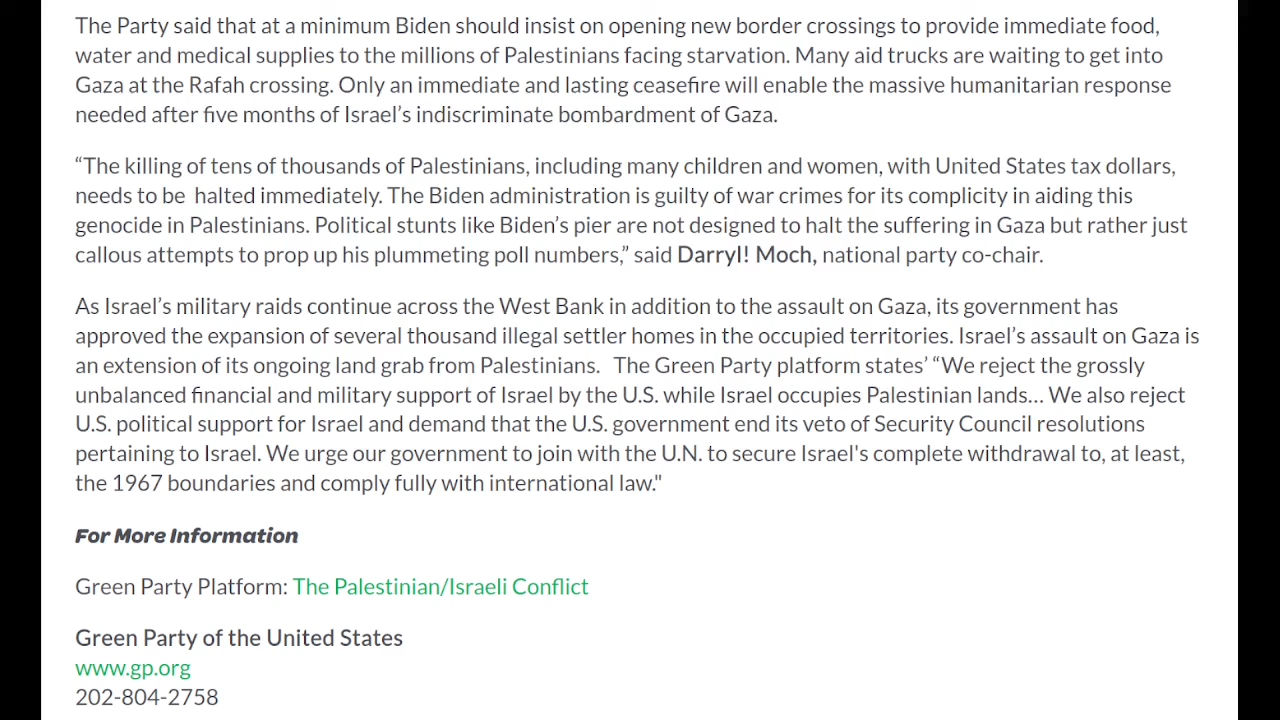 The Party said that at a minimum Biden should insist on opening new border crossings to provide immediate food,
water and medical supplies to the millions of Palestinians facing starvation. Many aid trucks are waiting to get into
Gaza at the Rafah crossing. Only an immediate and lasting ceasefire will enable the massive humanitarian response
needed after five months of Israel’s indiscriminate bombardment of Gaza.
“The killing of tens of thousands of Palestinians, including many children and women, with United States tax dollars,
needs to be  halted immediately. The Biden administration is guilty of war crimes for its complicity in aiding this
genocide in Palestinians. Political stunts like Biden’s pier are not designed to halt the suffering in Gaza but rather just
callous attempts to prop up his plummeting poll numbers,” said Darryl! Moch, national party co-chair.
As Israel’s military raids continue across the West Bank in addition to the assault on Gaza, its government has
approved the expansion of several thousand illegal settler homes in the occupied territories. Israel’s assault on Gaza is
an extension of its ongoing land grab from Palestinians.   The Green Party platform states’ “We reject the grossly
unbalanced financial and military support of Israel by the U.S. while Israel occupies Palestinian lands... We also reject
U.S. political support for Israel and demand that the U.S. government end its veto of Security Council resolutions
pertaining to Israel. We urge our government to join with the U.N. to secure Israel's complete withdrawal to, at least,
the 1967 boundaries and comply fully with international law."
For More Information
Green Party Platform: The Palestinian/Israeli Conflict
Green Party of the United States
www.gp.org
202-804-2758